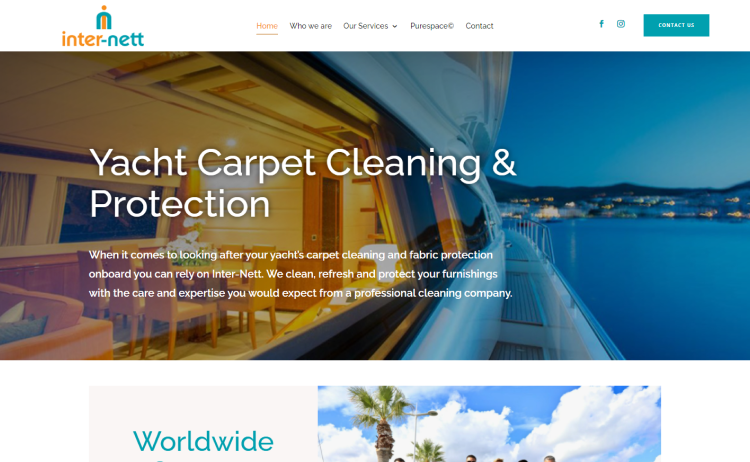 inter-nett
Home Who we are Our Services Purespace© Contact
CONTACT US
Yacht Carpet Cleaning &
Protection
When it comes to looking after your yacht's carpet cleaning and fabric protection
onboard you can rely on Inter-Nett. We clean, refresh and protect your furnishings
with the care and expertise you would expect from a professional cleaning company.
Worldwide